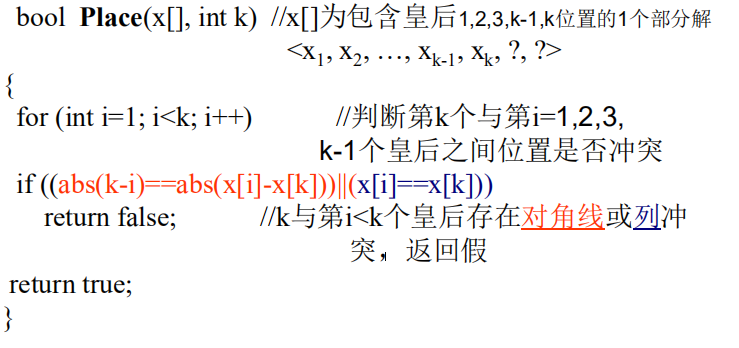 bool Place(x[], int k) //x[]为包含皇后1,2,3,k-1,k位置的1个部分解
<x1, x2, …, xk-1, xk, ?, ?>
{
for (int i=1; i<k; i++) //判断第k个与第i=1,2,3,
k-1个皇后之间位置是否冲突
if ((abs(k-i)==abs(x[i]-x[k]))||(x[i]==x[k]))
return false; //k与第i<k个皇后存在对角线或列冲
突，返回假
return true;
}